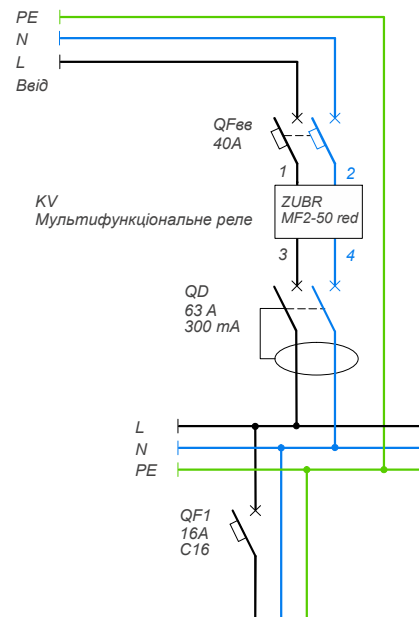 PE
N
L
Ввід
QFвв
40A
1
2
KV
Мультифункціональне реле
ZUBR
MF2-50 red
3
4
QD
63 A
300 mA
L
N
PE
QF1
16A
C16